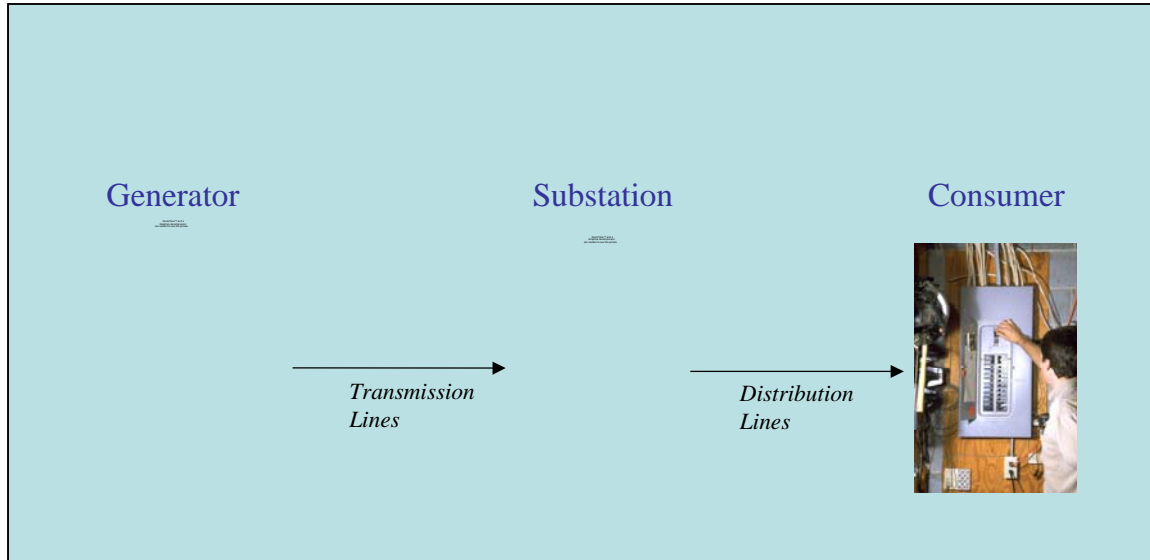 Generator
Substation
Consumer
Transmission
Lines
Distribution
Lines